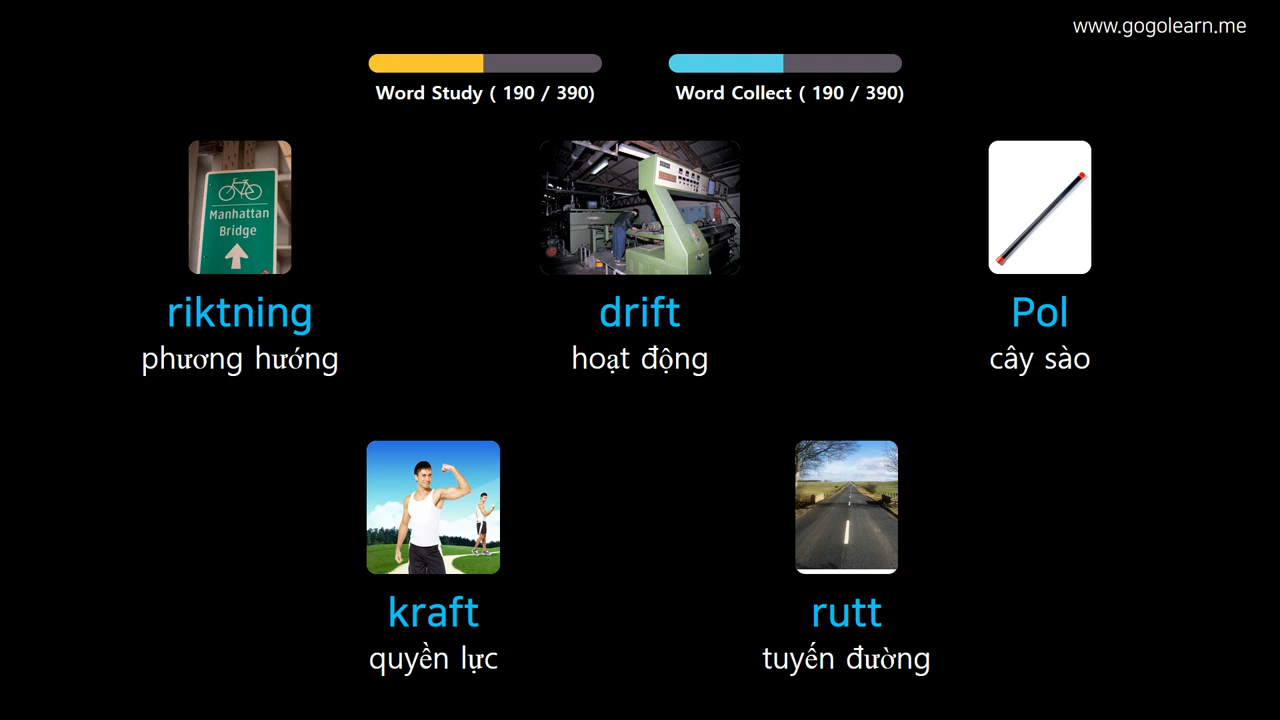 www.gogolearn.me
Word Study ( 190 / 390)
Word Collect ( 190 / 390)
Manhattan
Bridge
riktning
phương hướng
drift
hoạt động
Pol
cây sào
kraft
quyền lực
rutt
tuyến đường